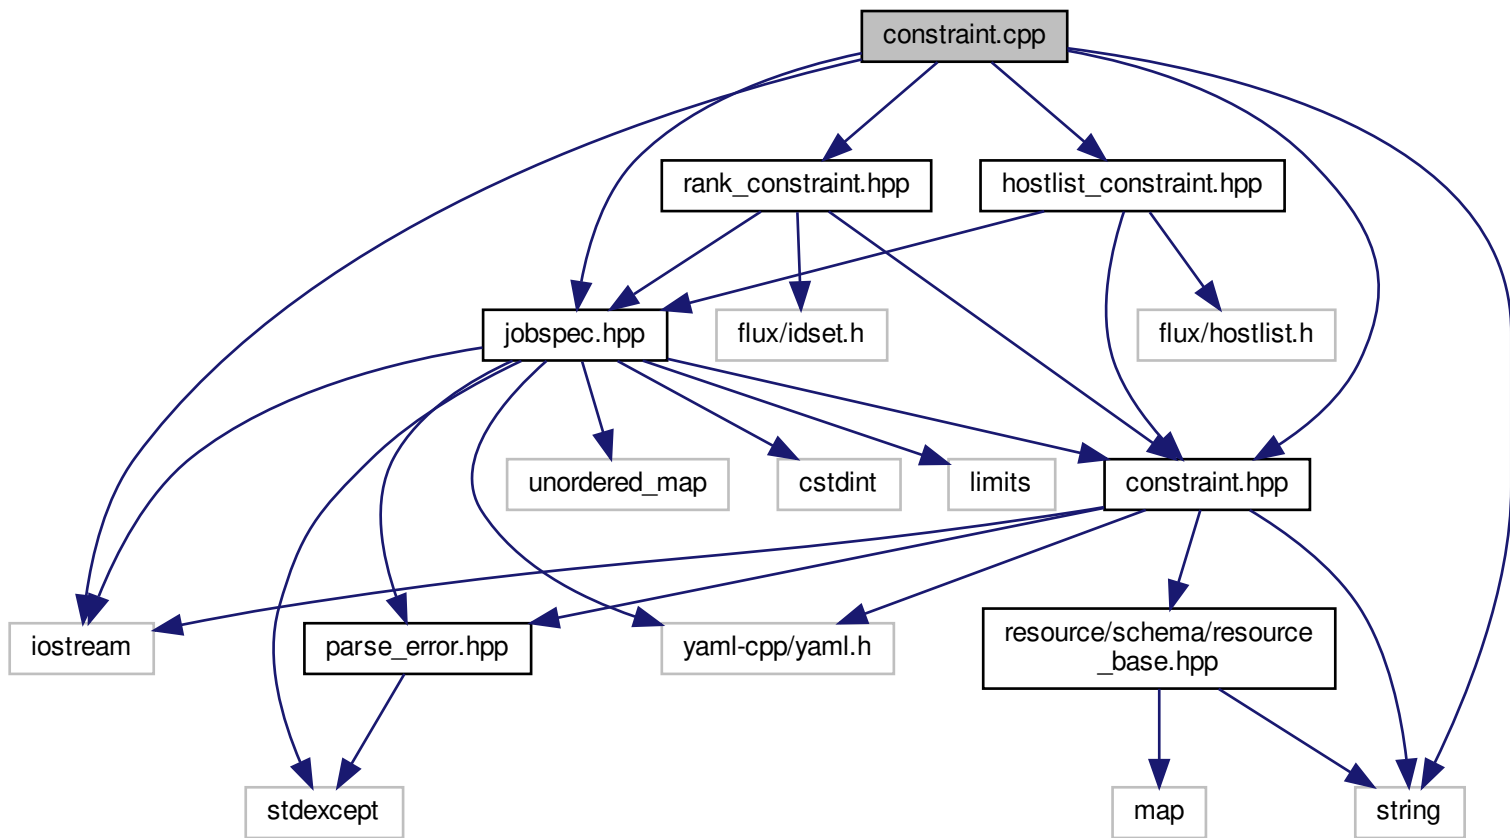 constraint.cpp
rank_constraint.hpp
hostlist_constraint.hpp
jobspec.hpp
flux/idset.h
flux/hostlist.h
unordered_map
cstdint
limits
constraint.hpp
iostream
parse_error.hpp
yaml-cpp/yaml.h
resource/schema/resource
_base.hpp
stdexcept
map
string